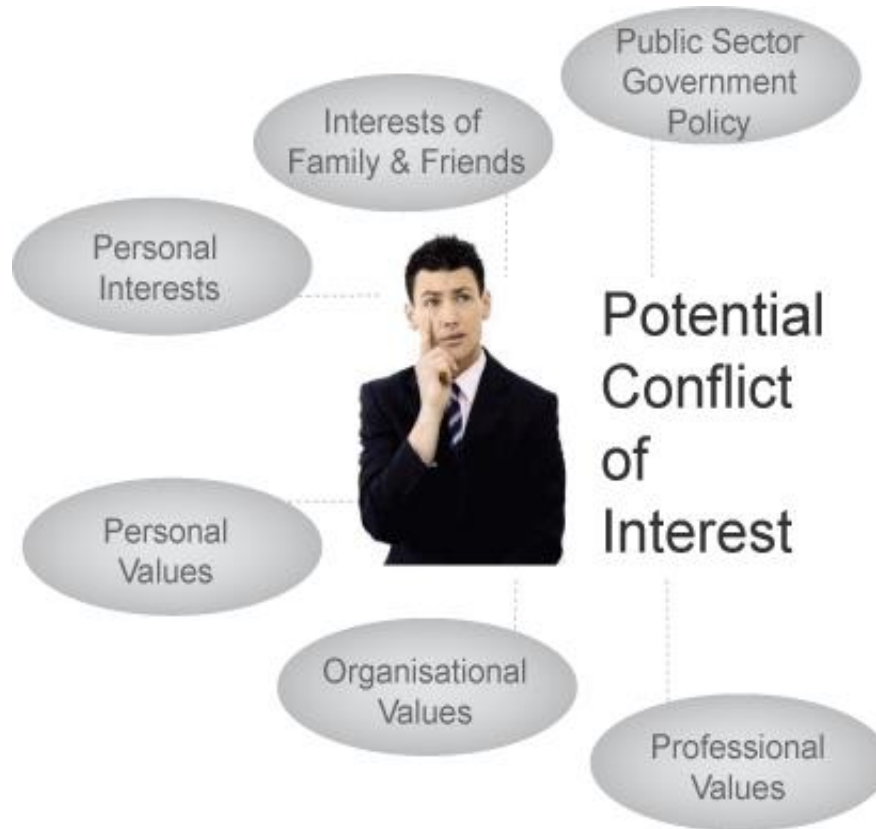 Public Sector
Government
Policy
Interests of
Family & Friends
Personal
Interests
Potential
Conflict
of
Interest
Personal
Values
Organisational
Values
Professional
Values